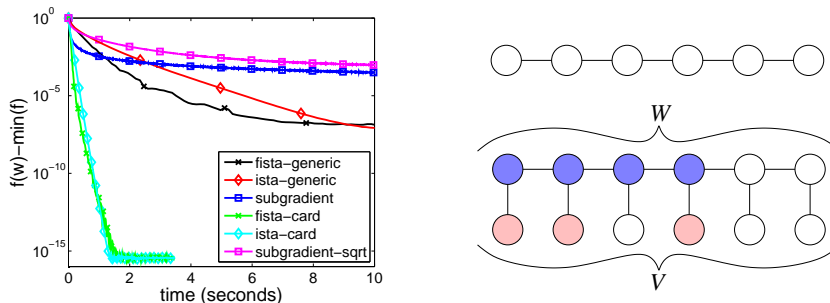 10^0
10^-5
10^-10
10^-15
f(w)−min(f)
fista−generic
ista−generic
subgradient
fista−card
ista−card
subgradient−sqrt
0 2 4 6 8 10
time (seconds)
W
V